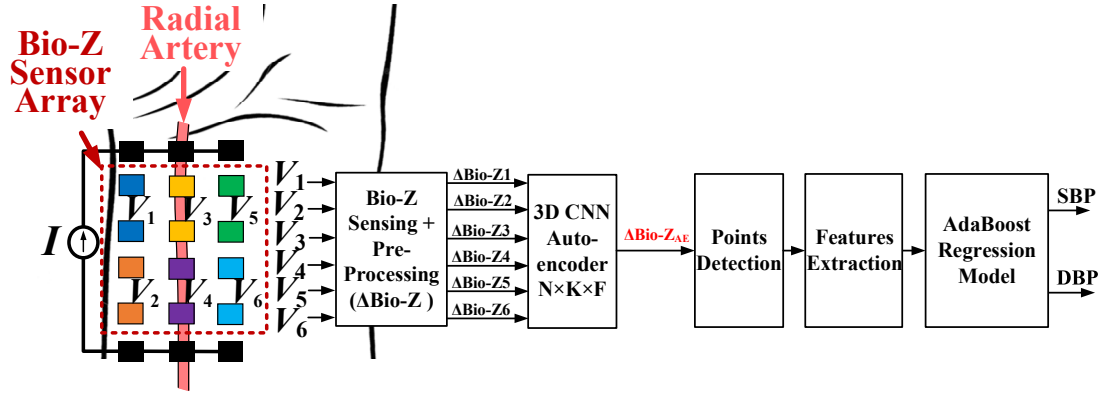 Radial
Artery
Bio-Z
Sensor
Array
I
V1
V3
V5
V2
V4
V6
V1
V2
V3
V4
V5
V6
Bio-Z
Sensing +
Pre-
Processing
(ΔBio-Z )
ΔBio-Z1
ΔBio-Z2
ΔBio-Z3
ΔBio-Z4
ΔBio-Z5
ΔBio-Z6
3D CNN
Auto-
encoder
N×K×F
ΔBio-ZAE
Points
Detection
Features
Extraction
AdaBoost
Regression
Model
SBP
DBP